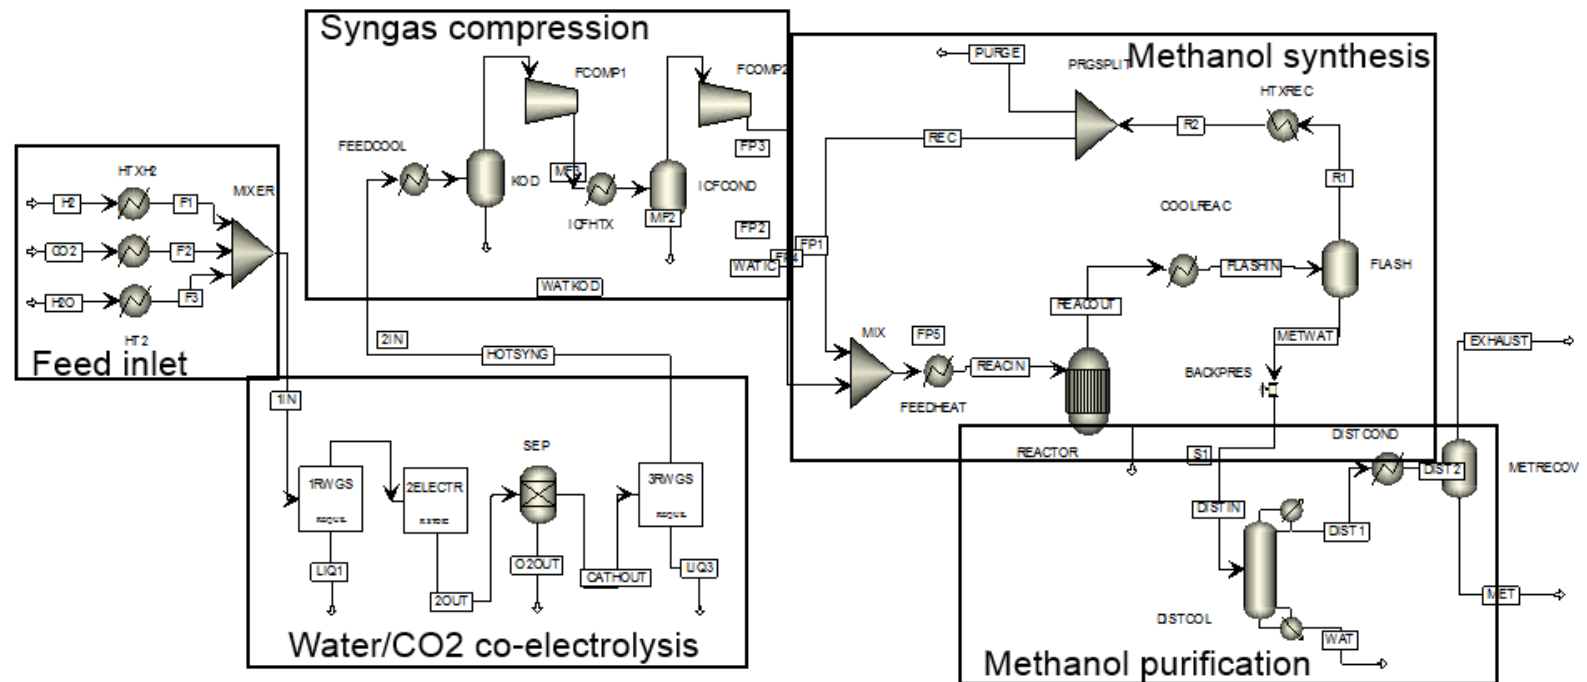 Syngas compression
Methanol synthesis
PURGE
PRGSPLIT
HTXREC
FCOMP1
FCOMP2
FEEDCOOL
KOD
ICFHTX
ICFCOND
MF2
FP3
FP2
FP1
WATIC
WATKOD
REC
R2
R1
COOLREAC
FLASHIN
FLASH
REACOUT
METWAT
BACKPRES
MIX
FP5
REACIN
FEEDHEAT
REACTOR
HTXH2
MIXER
H2
F1
CO2
F2
H2O
F3
HT2
Feed inlet
1IN
2IN
HOTSYNG
1RWGS
2ELECTR
SEP
3RWGS
LIQ1
2OUT
O2OUT
CATHOUT
LIQ3
Water/CO2 co-electrolysis
S1
DISTIN
DISTCOND
DIST1
DIST2
EXHAUST
METRECOV
MET
DISTCOL
WAT
Methanol purification